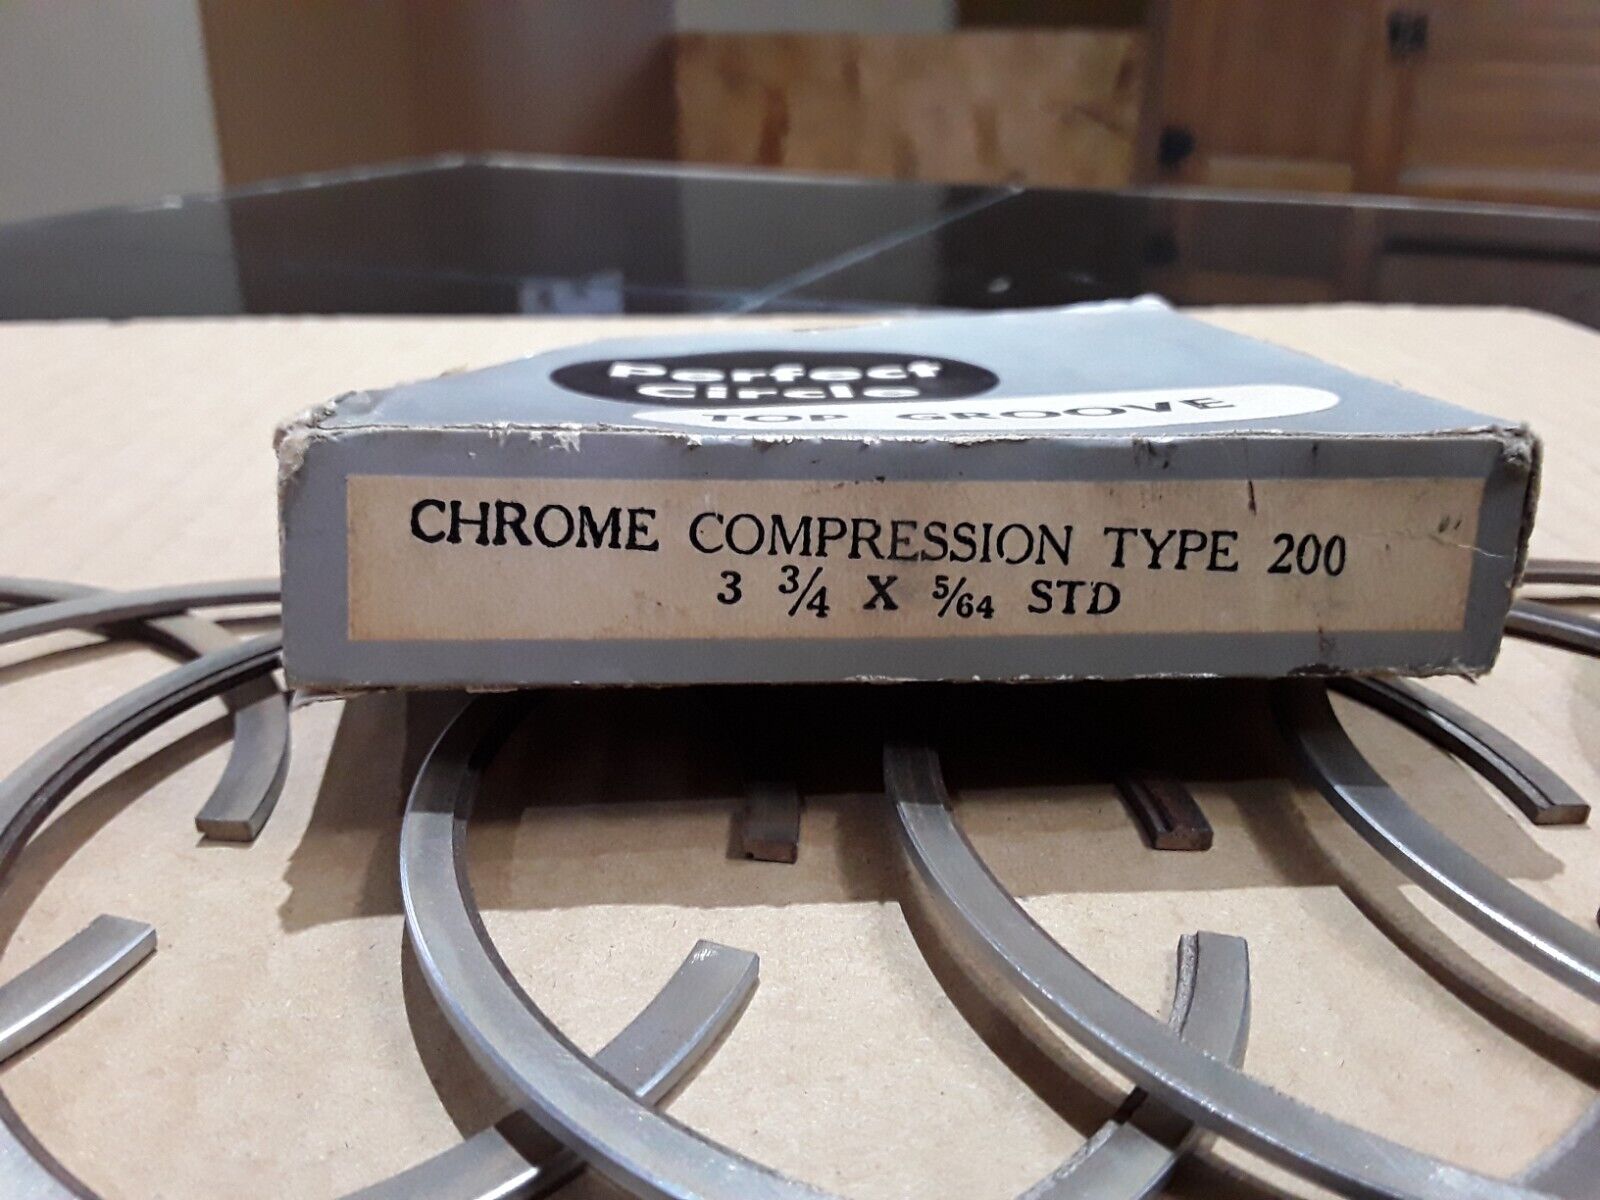 Perfect
Circle
TOP GROOVE
CHROME COMPRESSION TYPE 200
3 3/4 X 5/64 STD